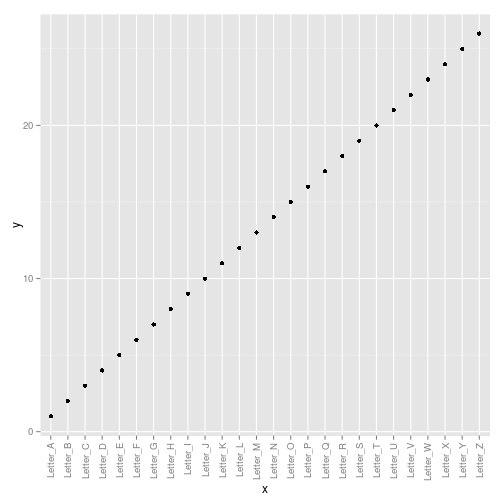 y
20
10
0
Letter_A
Letter_B
Letter_C
Letter_D
Letter_E
Letter_F
Letter_G
Letter_H
Letter_I
Letter_J
Letter_K
Letter_L
Letter_M
Letter_N
Letter_O
Letter_P
Letter_Q
Letter_R
Letter_S
Letter_T
Letter_U
Letter_V
Letter_W
Letter_X
Letter_Y
Letter_Z
x